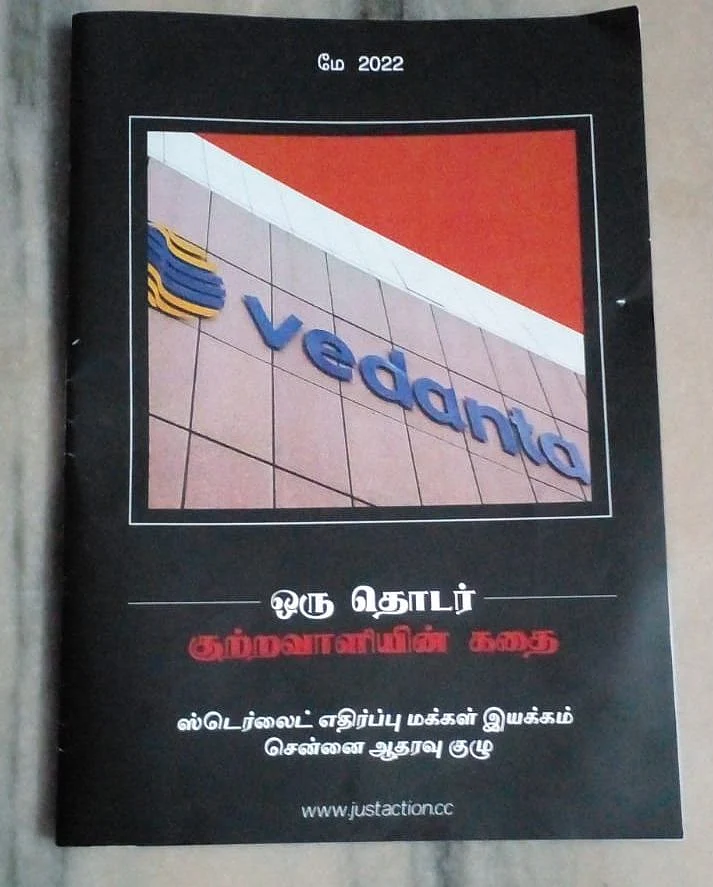 மே 2022
vedanta
ஒரு தொடர்
குற்றவாளியின் கதை
ஸ்டெர்லைட் எதிர்ப்பு மக்கள் இயக்கம்
சென்னை ஆதரவு குழு
www.justaction.cc